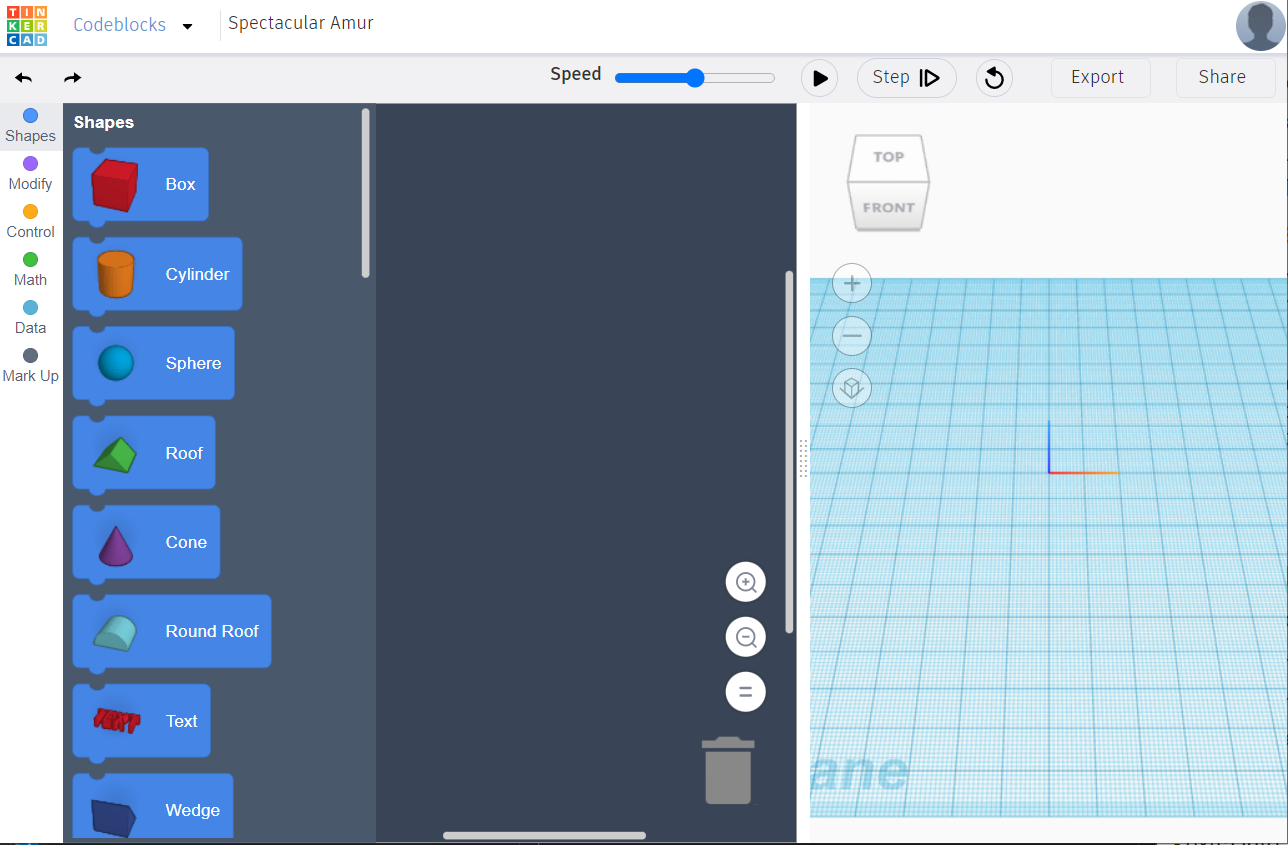 TIN
KER
CAD
Codeblocks
Spectacular Amur
Speed
Step
Export
Share
Shapes
Modify
Control
Math
Data
Mark Up
Shapes
Box
Cylinder
Sphere
Roof
Cone
Round Roof
TEXT
Text
Wedge
TOP
FRONT
ane